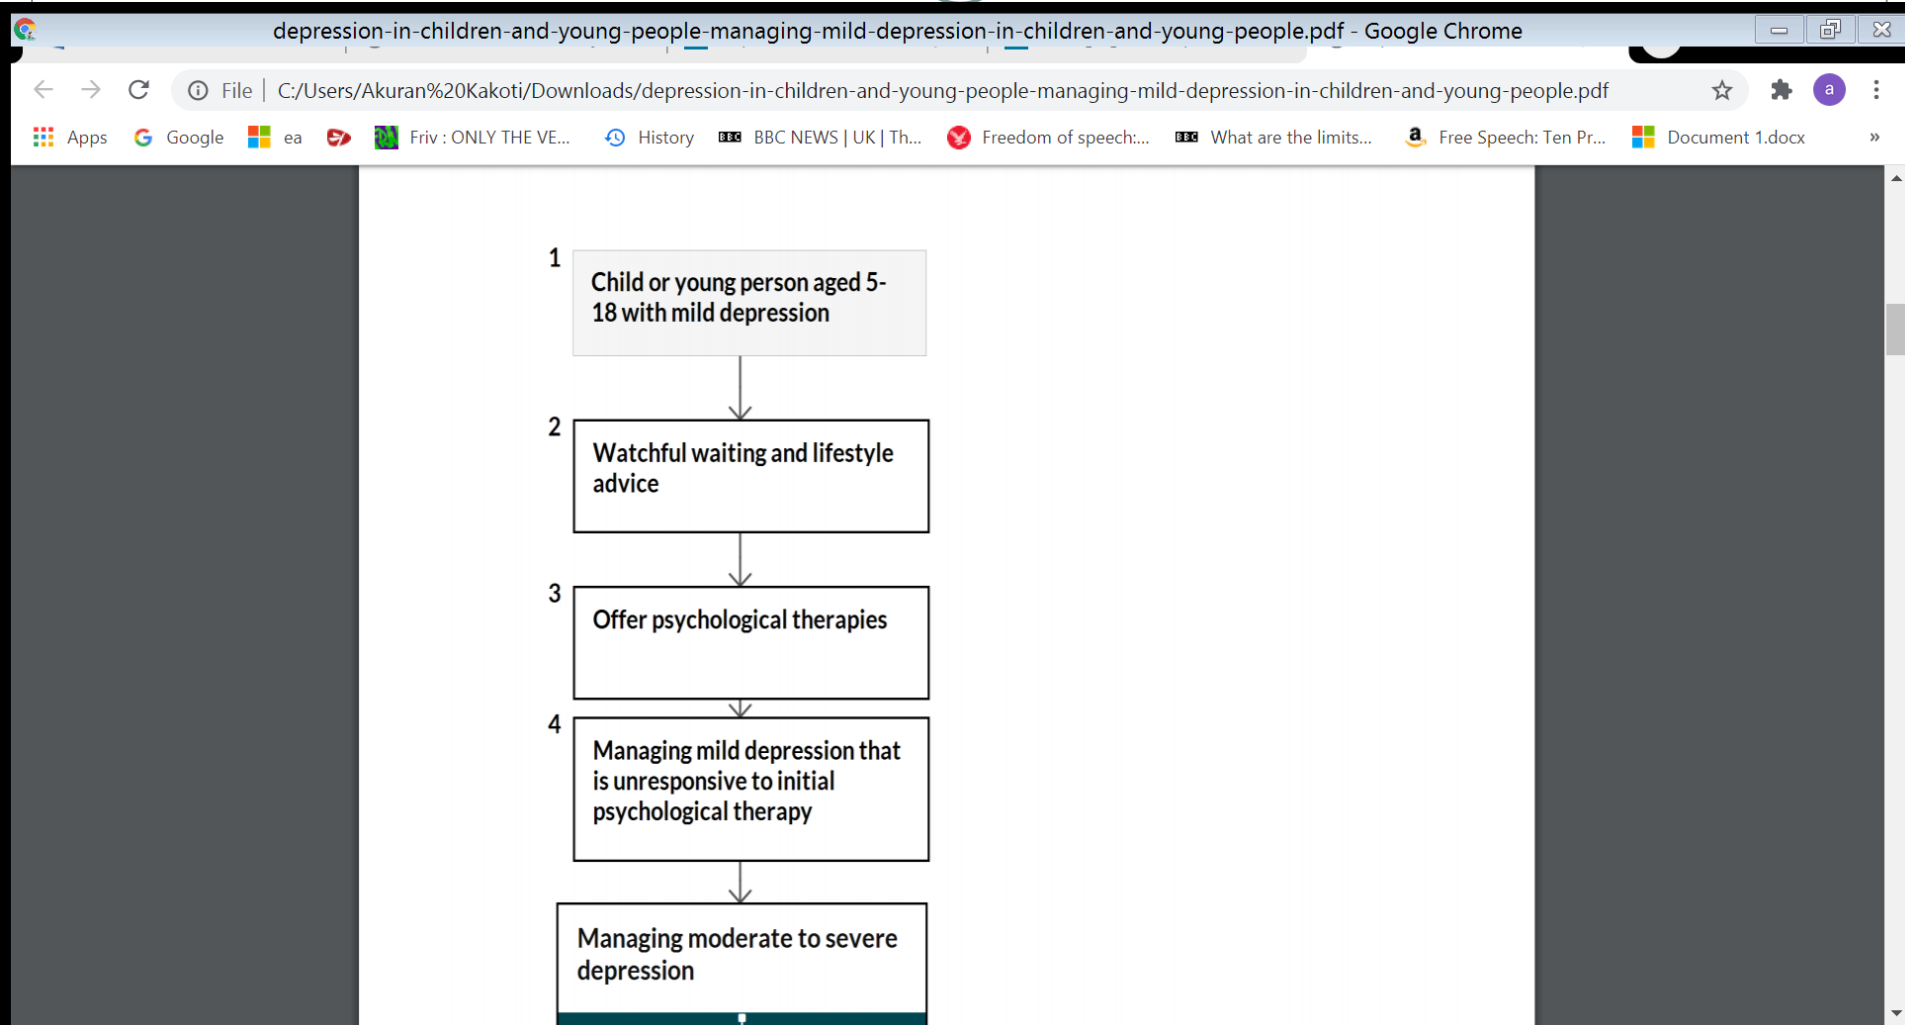 depression-in-children-and-young-people-managing-mild-depression-in-children-and-young-people.pdf - Google Chrome
File | C:/Users/Akuran%20Kakoti/Downloads/depression-in-children-and-young-people-managing-mild-depression-in-children-and-young-people.pdf
a
Apps Google ea Friv : ONLY THE VE... History BBC BBC NEWS | UK | Th... Freedom of speech:... BBC What are the limits... a Free Speech: Ten Pr... Document 1.docx »
1
Child or young person aged 5-
18 with mild depression
2
Watchful waiting and lifestyle
advice
3
Offer psychological therapies
4
Managing mild depression that
is unresponsive to initial
psychological therapy
Managing moderate to severe
depression